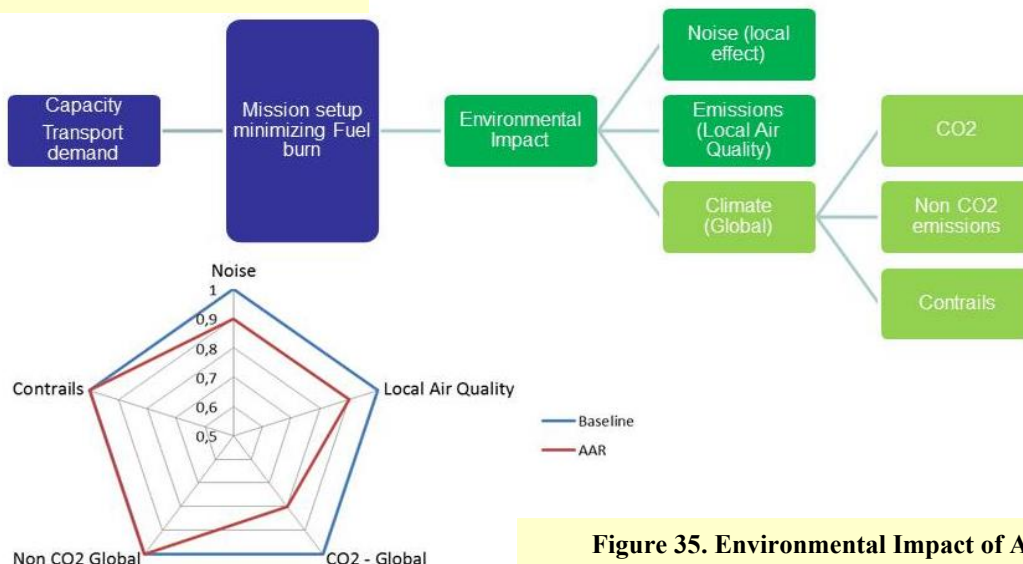 Capacity
Transport
demand
Mission setup
minimizing Fuel
burn
Environmental
Impact
Noise (local
effect)
Emissions
(Local Air
Quality)
Climate
(Global)
CO2
Non CO2
emissions
Contrails
Noise
1
0,9
0,8
0,7
0,6
0,5
Contrails
Local Air Quality
Non CO2 Global
CO2 - Global
Baseline
AAR
Figure 35. Environmental Impact of A